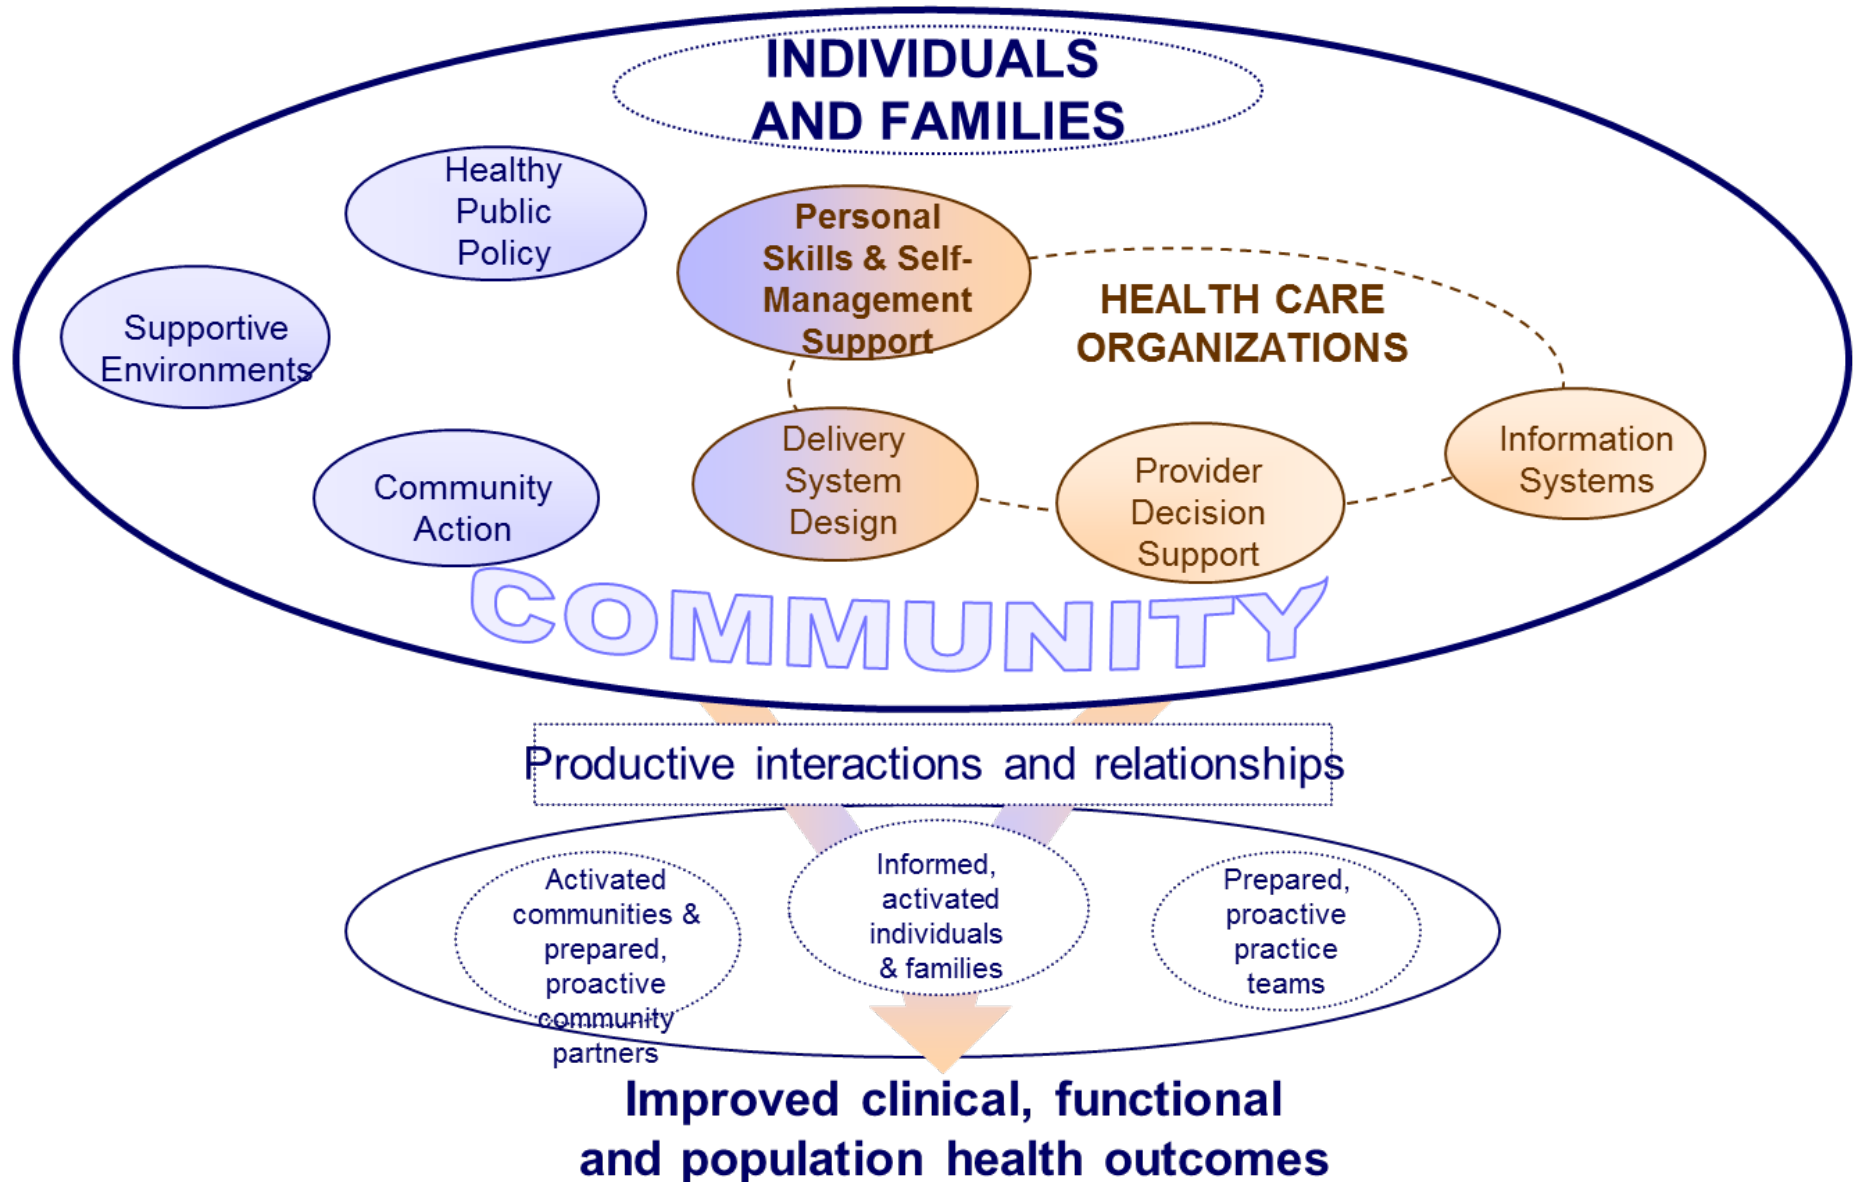 INDIVIDUALS
AND FAMILIES
Healthy
Public
Policy
Supportive
Environments
Community
Action
Personal
Skills & Self-
Management
Support
HEALTH CARE
ORGANIZATIONS
Delivery
System
Design
Provider
Decision
Support
Information
Systems
COMMUNITY
Productive interactions and relationships
Activated
communities &
prepared,
proactive
community
partners
Informed,
activated
individuals
& families
Prepared,
proactive
practice
teams
Improved clinical, functional
and population health outcomes